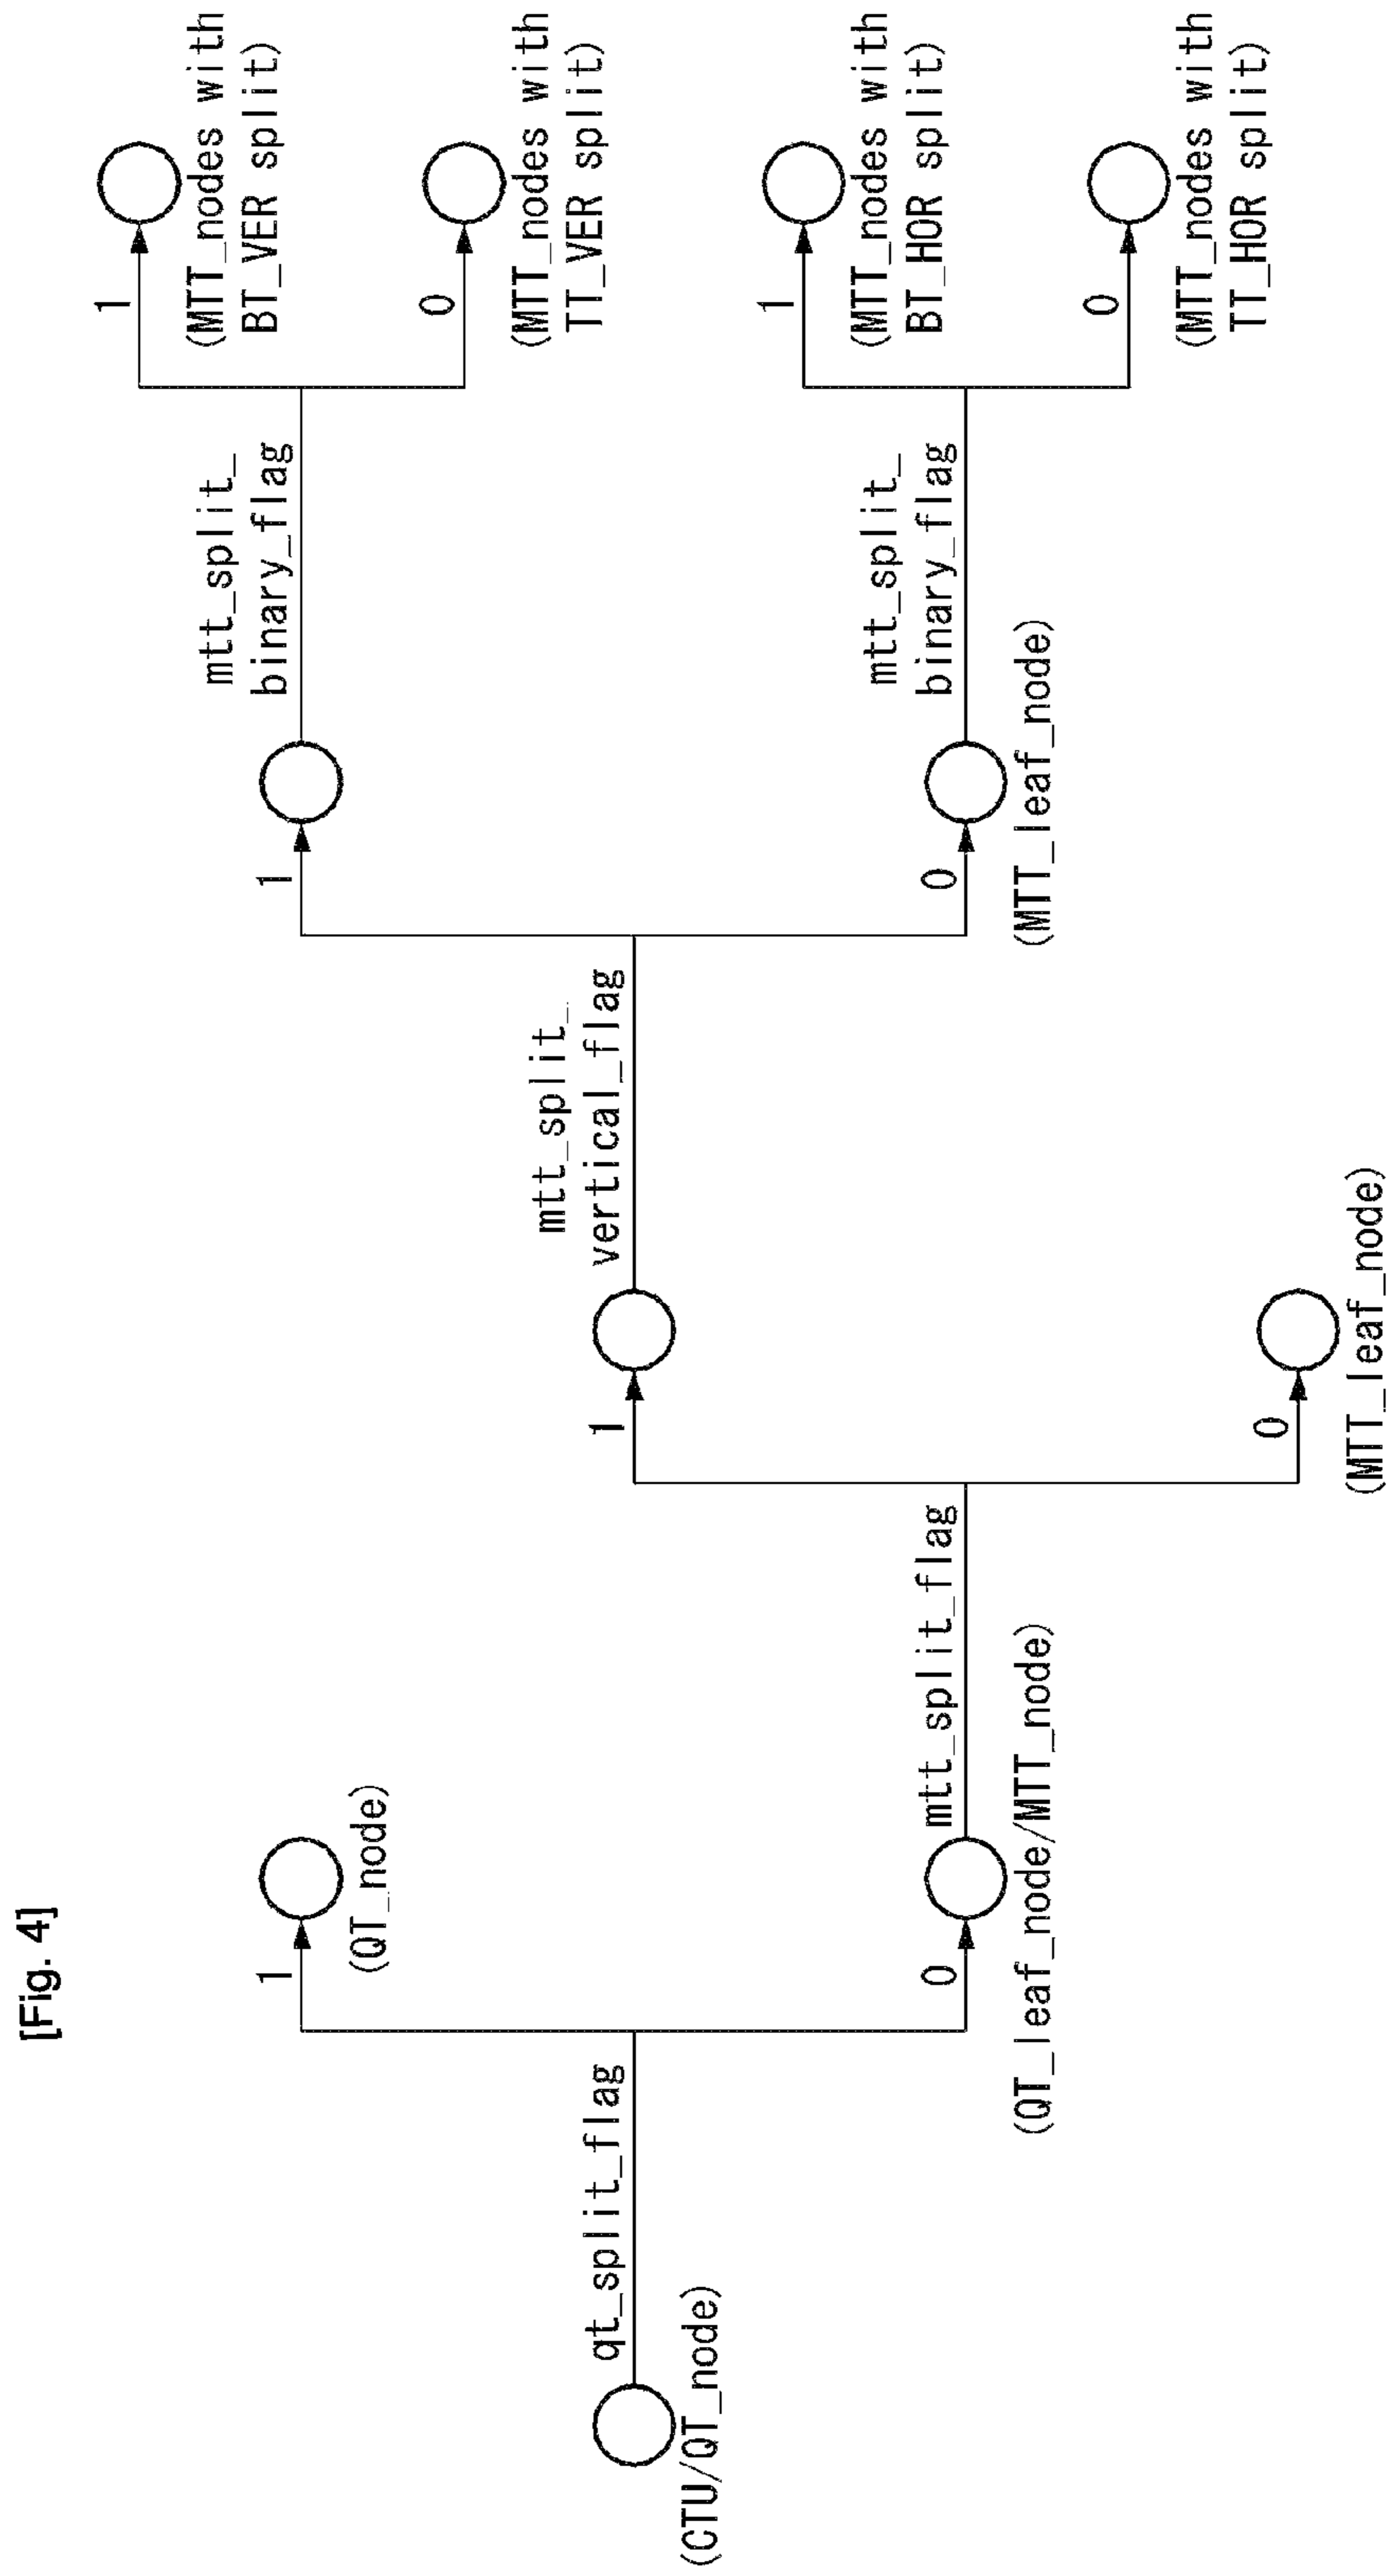 [Fig. 4]
(CTU/QT_node)
qt_split_flag
1
(QT_node)
0
(QT_leaf_node/MTT_node)
mtt_split_flag
1
0
(MTT_leaf_node)
mtt_split_
vertical_flag
1
0
(MTT_leaf_node)
mtt_split_
binary_flag
1
(MTT_nodes with
BT_VER split)
0
(MTT_nodes with
TT_VER split)
mtt_split_
binary_flag
1
(MTT_nodes with
BT_HOR split)
0
(MTT_nodes with
TT_HOR split)